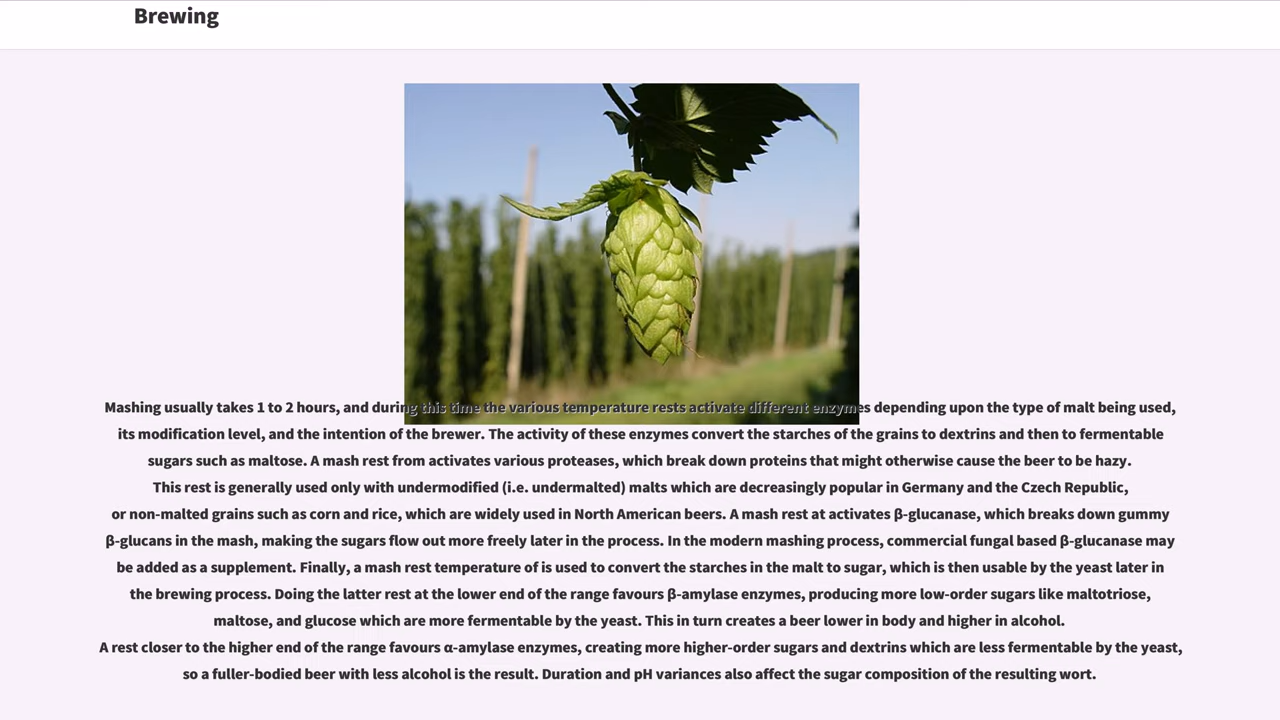 Brewing
Mashing usually takes 1 to 2 hours, and during this time the various temperature rests activate different enzymes depending upon the type of malt being used,
its modification level, and the intention of the brewer. The activity of these enzymes convert the starches of the grains to dextrins and then to fermentable
sugars such as maltose. A mash rest from activates various proteases, which break down proteins that might otherwise cause the beer to be hazy.
This rest is generally used only with undermodified (i.e. undermalted) malts which are decreasingly popular in Germany and the Czech Republic,
or non-malted grains such as corn and rice, which are widely used in North American beers. A mash rest at activates β-glucanase, which breaks down gummy
β-glucans in the mash, making the sugars flow out more freely later in the process. In the modern mashing process, commercial fungal based β-glucanase may
be added as a supplement. Finally, a mash rest temperature of is used to convert the starches in the malt to sugar, which is then usable by the yeast later in
the brewing process. Doing the latter rest at the lower end of the range favours β-amylase enzymes, producing more low-order sugars like maltotriose,
maltose, and glucose which are more fermentable by the yeast. This in turn creates a beer lower in body and higher in alcohol.
A rest closer to the higher end of the range favours α-amylase enzymes, creating more higher-order sugars and dextrins which are less fermentable by the yeast,
so a fuller-bodied beer with less alcohol is the result. Duration and pH variances also affect the sugar composition of the resulting wort.